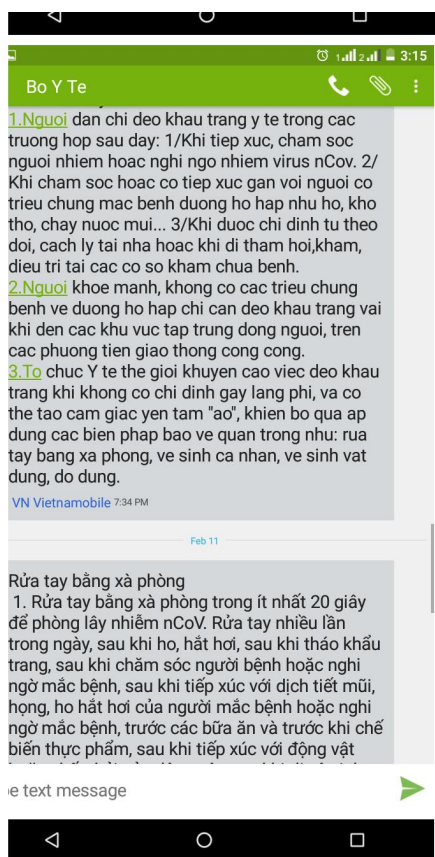 1 2 3:15
Bo Y Te
1.Nguoi dan chi deo khau trang y te trong cac
truong hop sau day: 1/Khi tiep xuc, cham soc
nguoi nhiem hoac nghi ngo nhiem virus nCov. 2/
Khi cham soc hoac co tiep xuc gan voi nguoi co
trieu chung mac benh duong ho hap nhu ho, kho
tho, chay nuoc mui... 3/Khi duoc chi dinh tu theo
doi, cach ly tai nha hoac khi di tham hoi,kham,
dieu tri tai cac co so kham chua benh.
2.Nguoi khoe manh, khong co cac trieu chung
benh ve duong ho hap chi can deo khau trang vai
khi den cac khu vuc tap trung dong nguoi, tren
cac phuong tien giao thong cong cong.
3.To chuc Y te the gioi khuyen cao viec deo khau
trang khi khong co chi dinh gay lang phi, va co
the tao cam giac yen tam "ao", khien bo qua ap
dung cac bien phap bao ve quan trong nhu: rua
tay bang xa phong, ve sinh ca nhan, ve sinh vat
dung, do dung.
VN Vietnamobile 7:34 PM
Feb 11
Rửa tay bằng xà phòng
1. Rửa tay bằng xà phòng trong ít nhất 20 giây
để phòng lây nhiễm nCoV. Rửa tay nhiều lần
trong ngày, sau khi ho, hắt hơi, sau khi tháo khẩu
trang, sau khi chăm sóc người bệnh hoặc nghi
ngờ mắc bệnh, sau khi tiếp xúc với dịch tiết mũi,
họng, ho hắt hơi của người mắc bệnh hoặc nghi
ngờ mắc bệnh, trước các bữa ăn và trước khi chế
biến thực phẩm, sau khi tiếp xúc với động vật
e text message